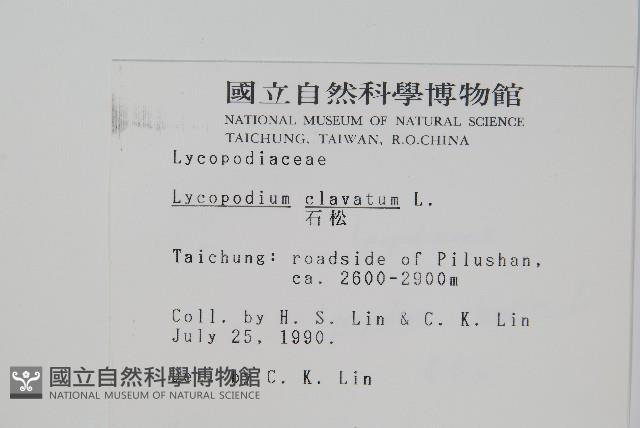 國立自然科學博物館
NATIONAL MUSEUM OF NATURAL SCIENCE
TAICHUNG, TAIWAN, R.O.CHINA
Lycopodiaceae
Lycopodium clavatum L.
石松
Taichung: roadside of Pilushan,
ca. 2600-2900m
Coll. by H. S. Lin & C. K. Lin
July 25, 1990.
by C. K. Lin
國立自然科學博物館
NATIONAL MUSEUM OF NATURAL SCIENCE